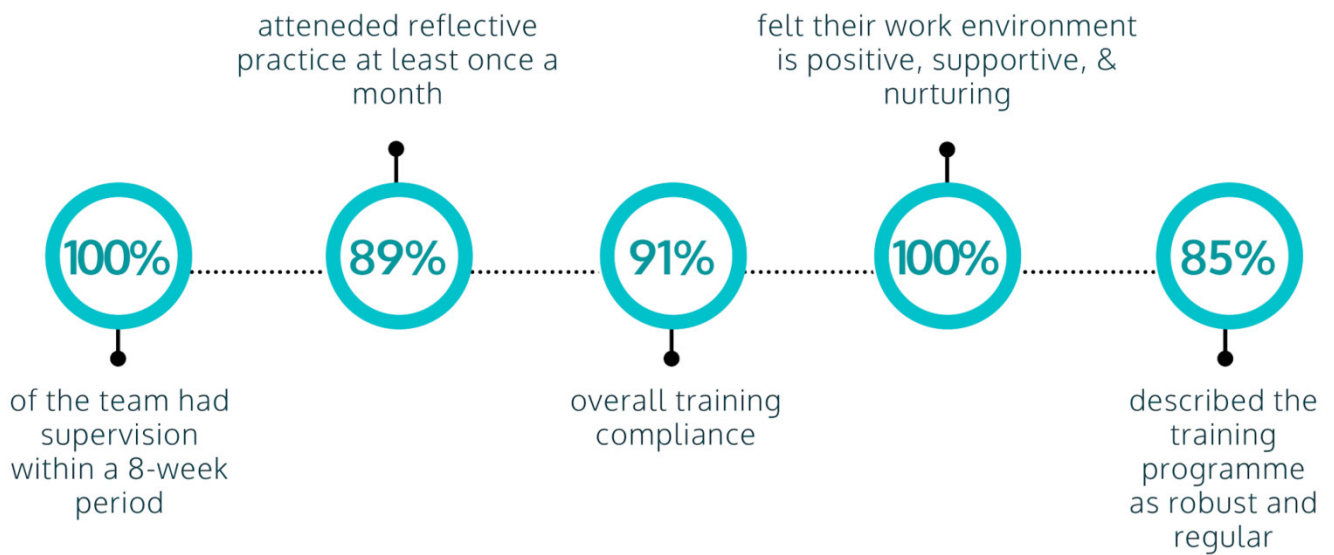 100%
of the team had
supervision
within a 8-week
period
atteneded reflective
practice at least once a
month
89%
91%
overall training
compliance
felt their work environment
is positive, supportive, &
nurturing
100%
85%
described the
training
programme
as robust and
regular